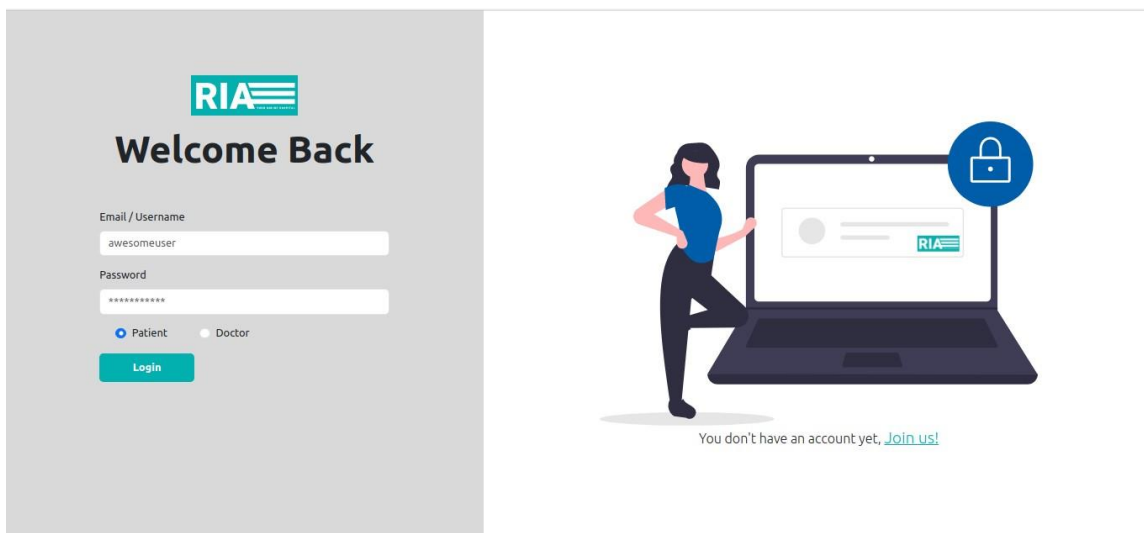 RIA
Welcome Back
Email / Username
awesomeuser
Password
***********
Patient
Doctor
Login
RIA
You don't have an account yet, Join us!